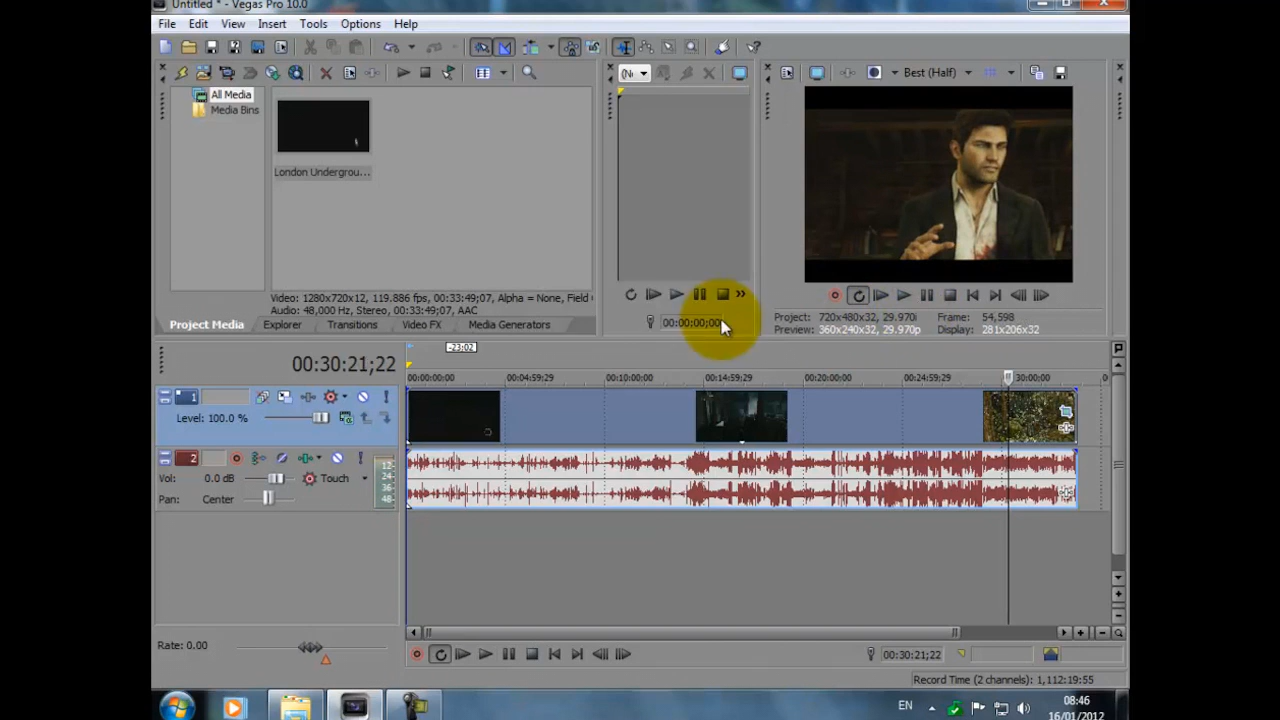 Untitled * - Vegas Pro 10.0
File Edit View Insert Tools Options Help
All Media
Media Bins
London Undergrou...
Video: 1280x720x12, 119.886 fps, 00:33:49;07, Alpha = None, Field
Audio: 48,000 Hz, Stereo, 00:33:49;07, AAC
Project Media Explorer Transitions Video FX Media Generators
(N
00:00:00;00
Best (Half)
Project: 720x480x32, 29.970i Frame: 54,598
Preview: 360x240x32, 29.970p Display: 281x206x32
-23;02
00:30:21;22
00:00:00;00 00:04:59;29 00:10:00;00 00:14:59;29 00:20:00;00 00:24:59;29 30:00;00 0
1
Level: 100.0 %
2
Vol: 0.0 dB Touch
Pan: Center
12
24
36
48
Rate: 0.00
00:30:21;22
Record Time (2 channels): 1,112:19:55
EN
08:46
16/01/2012